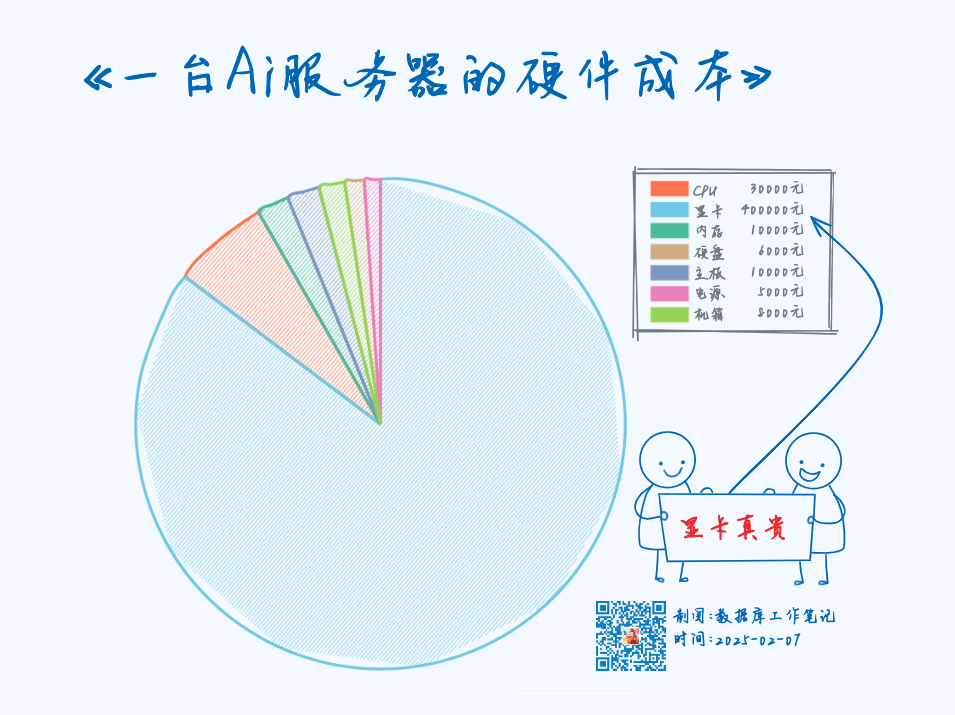 《一台Ai服务器的硬件成本》
CPU 30000元
显卡 400000元
内存 10000元
硬盘 6000元
主板 10000元
电源 5000元
机箱 8000元
显卡真贵
制图:数据库工作笔记
时间:2025-02-07